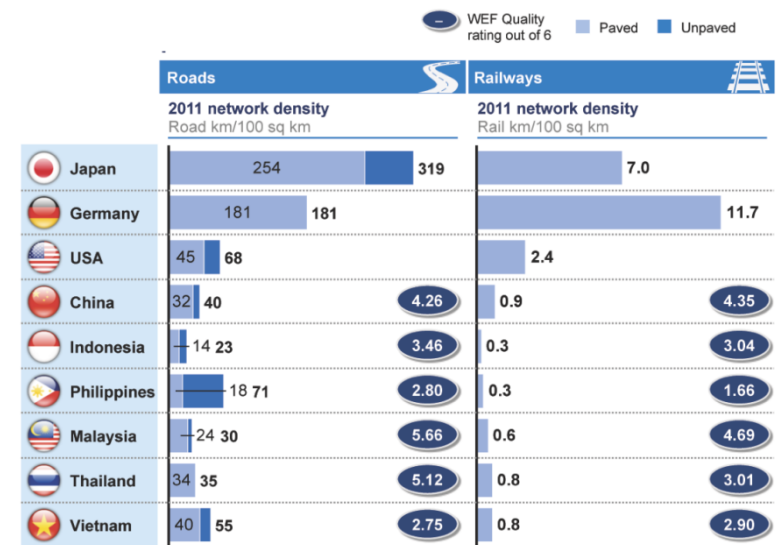 WEF Quality
rating out of 6
Paved
Unpaved
Roads
Railways
2011 network density
Road km/100 sq km
2011 network density
Rail km/100 sq km
Japan 254 319 7.0
Germany 181 181 11.7
USA 45 68 2.4
China 32 40 4.26 0.9 4.35
Indonesia 14 23 3.46 0.3 3.04
Philippines 18 71 2.80 0.3 1.66
Malaysia 24 30 5.66 0.6 4.69
Thailand 34 35 5.12 0.8 3.01
Vietnam 40 55 2.75 0.8 2.90